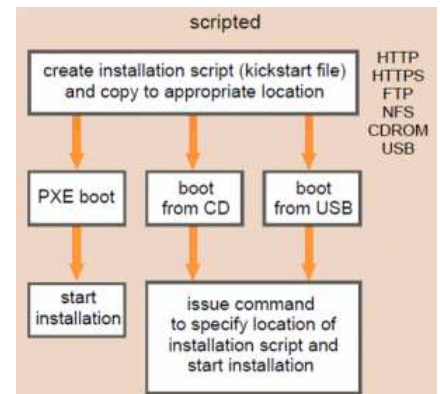 scripted
create installation script (kickstart file)
and copy to appropriate location
HTTP
HTTPS
FTP
NFS
CDROM
USB
PXE boot
boot
from CD
boot
from USB
start
installation
issue command
to specify location of
installation script and
start installation